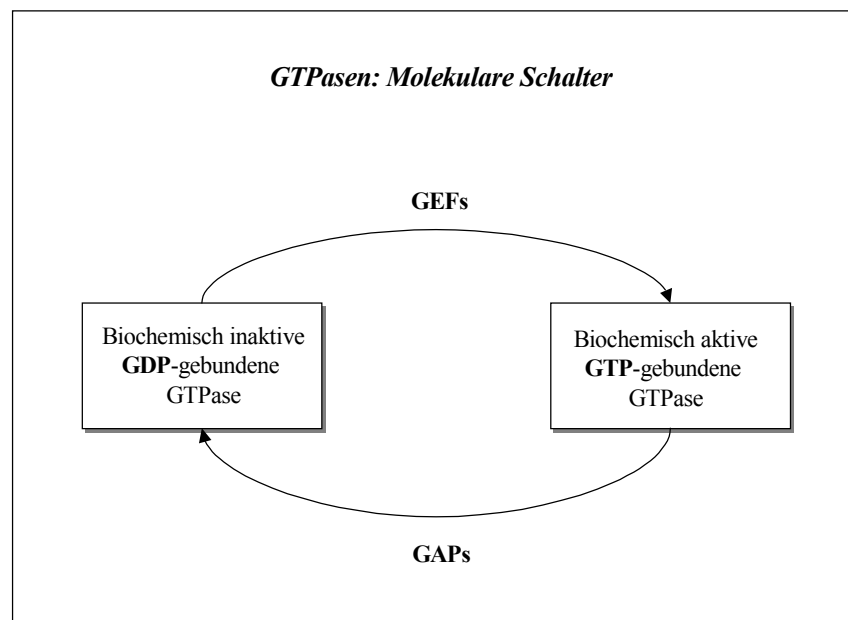 GTPasen: Molekulare Schalter
GEFs
Biochemisch inaktive
GDP-gebundene
GTPase
Biochemisch aktive
GTP-gebundene
GTPase
GAPs